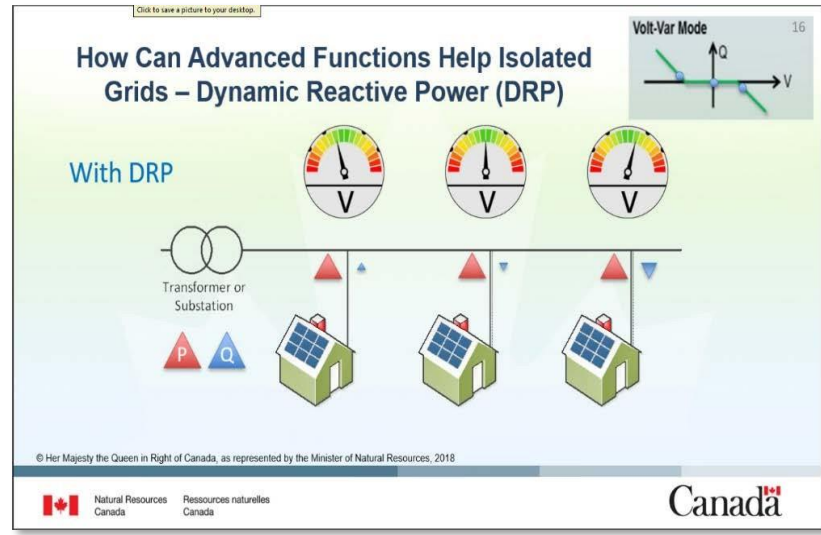 Click to save a picture to your desktop.
How Can Advanced Functions Help Isolated
Grids – Dynamic Reactive Power (DRP)
Volt-Var Mode
16
Q
V
With DRP
V
V
V
Transformer or
Substation
P
Q
© Her Majesty the Queen in Right of Canada, as represented by the Minister of Natural Resources, 2018
Natural Resources
Canada
Ressources naturelles
Canada
Canada